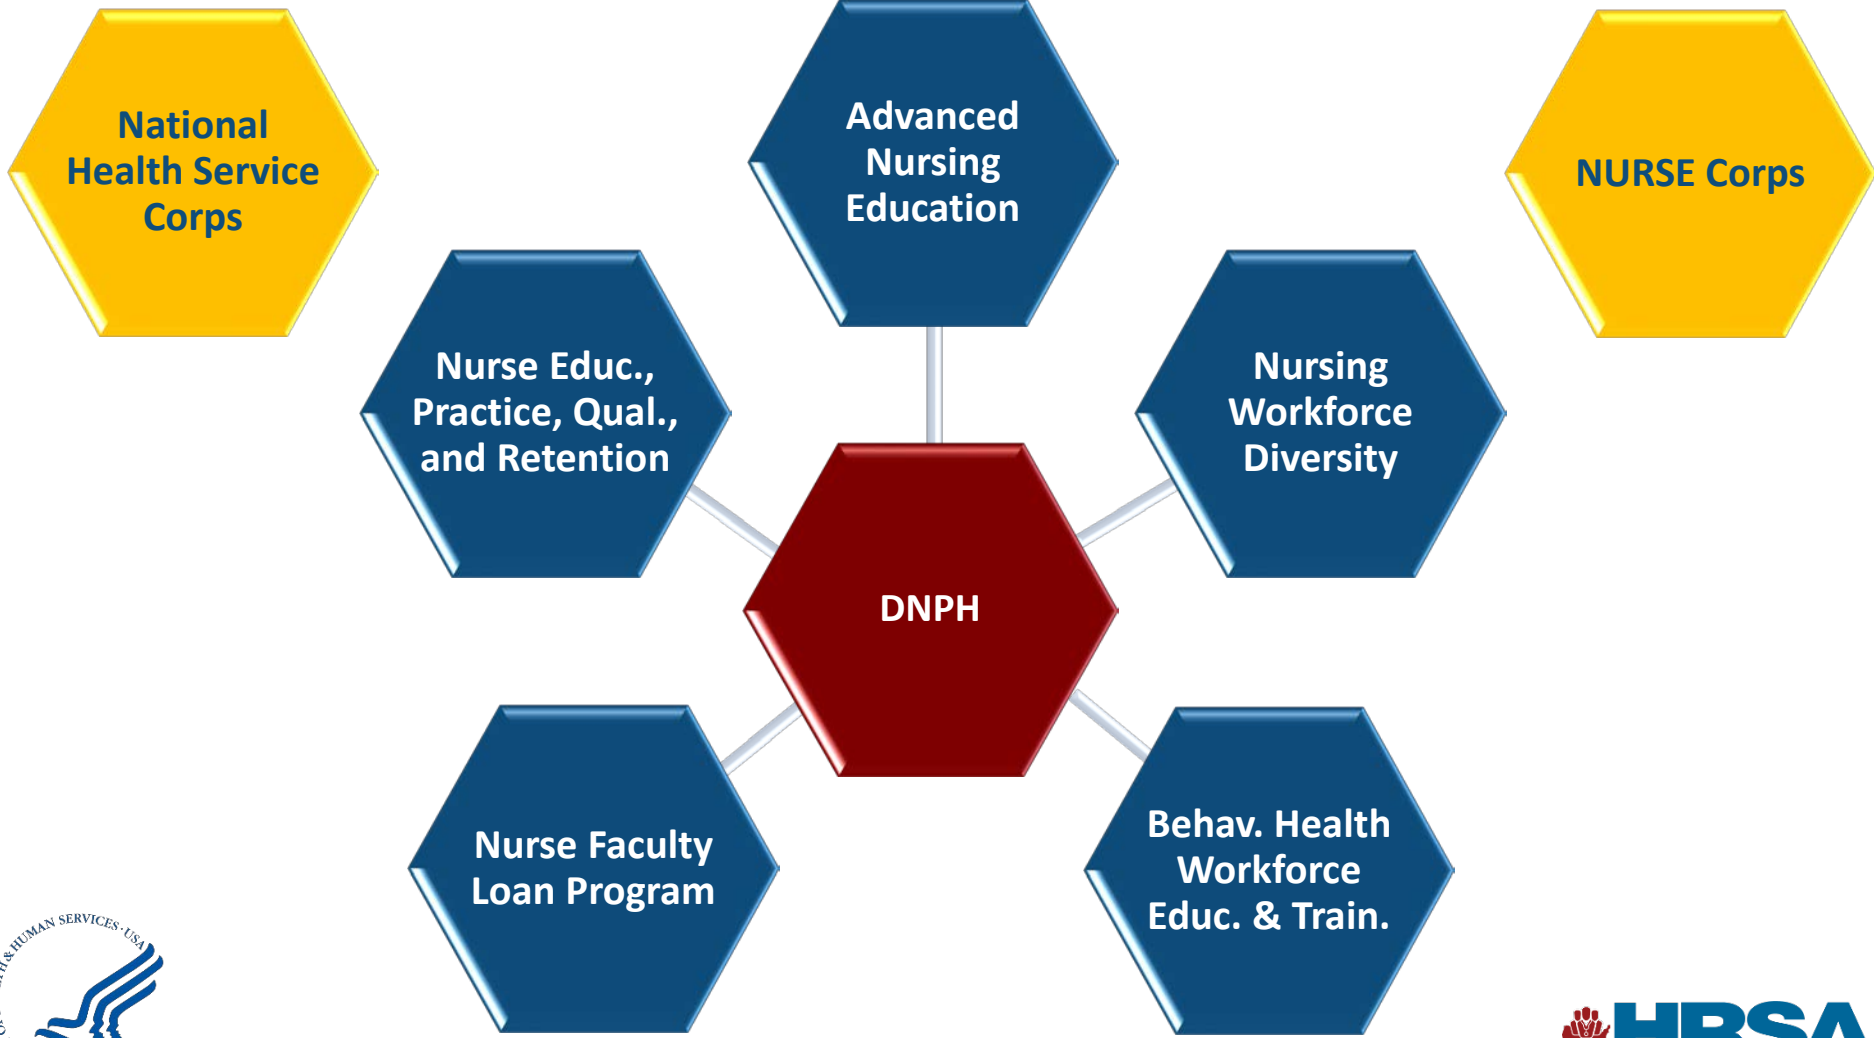 National
Health Service
Corps
Advanced
Nursing
Education
NURSE Corps
Nurse Educ.,
Practice, Qual.,
and Retention
Nursing
Workforce
Diversity
DNPH
Nurse Faculty
Loan Program
Behav. Health
Workforce
Educ. & Train.
& HUMAN SERVICES · USA
HRSA